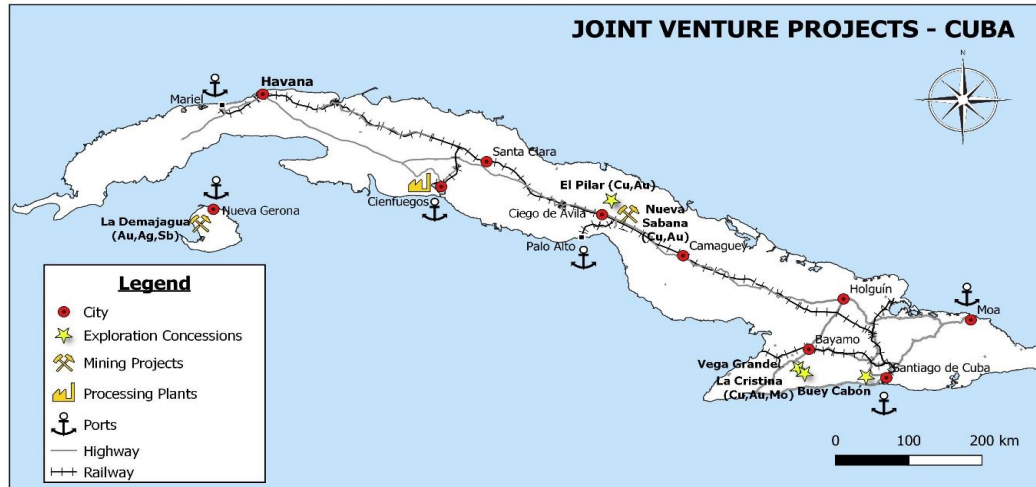 JOINT VENTURE PROJECTS - CUBA
N
Havana
Mariel
Santa Clara
El Pilar (Cu,Au)
Cienfuegos
Nueva Gerona
La Demajagua
(Au,Ag,Sb)
Ciego de Ávila
Nueva
Sabana
(Cu,Au)
Palo Alto
Camaguey
Holguín
Moa
Bayamo
Vega Grande
La Cristina
(Cu,Au,Mo)
Santiago de Cuba
Buey Cabón
Legend
City
Exploration Concessions
Mining Projects
Processing Plants
Ports
Highway
Railway
0 100 200 km